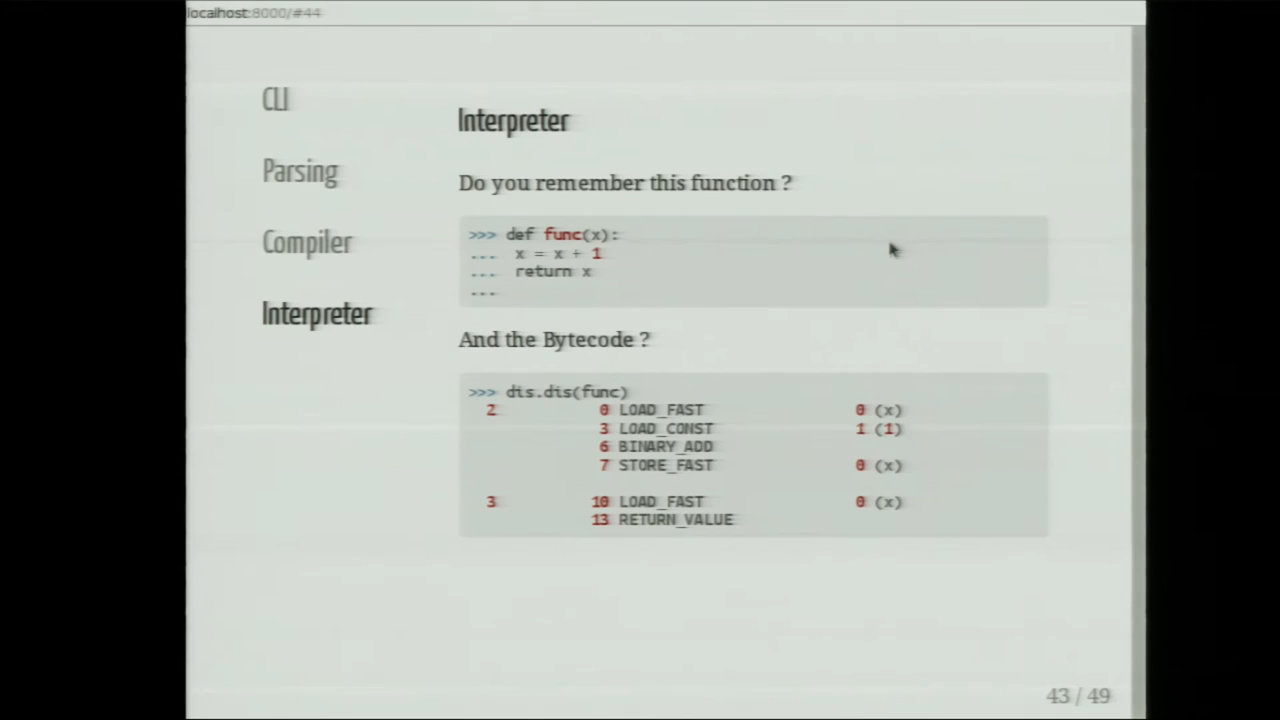 localhost:8000/#44
CLI
Parsing
Compiler
Interpreter
Interpreter
Do you remember this function ?
>>> def func(x):
... x = x + 1
... return x
...
And the Bytecode ?
>>> dis.dis(func)
2 0 LOAD_FAST 0 (x)
3 LOAD_CONST 1 (1)
6 BINARY_ADD
7 STORE_FAST 0 (x)
3 10 LOAD_FAST 0 (x)
13 RETURN_VALUE
43 / 49